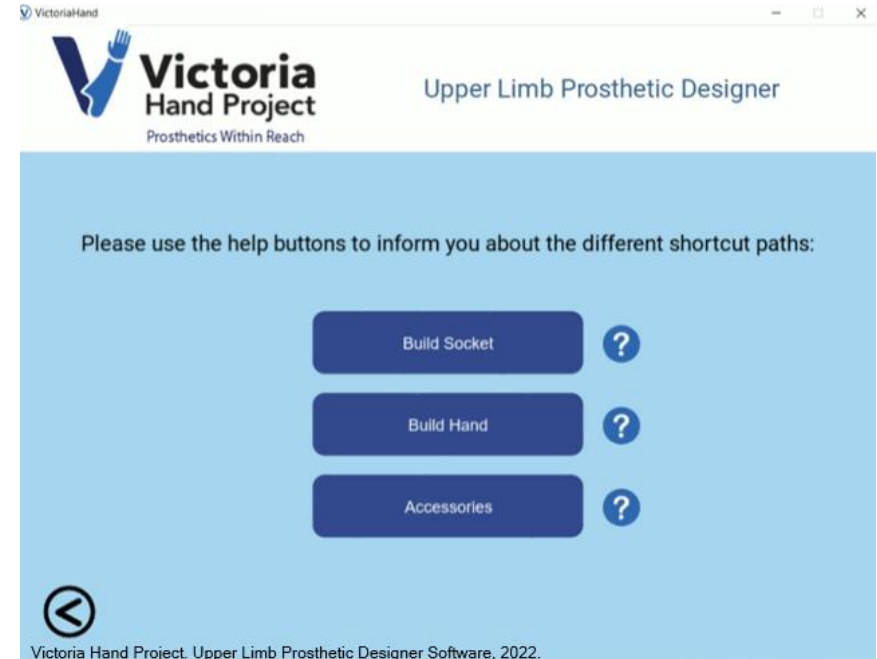 VictoriaHand
Victoria
Hand Project
Prosthetics Within Reach
Upper Limb Prosthetic Designer
Please use the help buttons to inform you about the different shortcut paths:
Build Socket ?
Build Hand ?
Accessories ?
Victoria Hand Project. Upper Limb Prosthetic Designer Software, 2022.